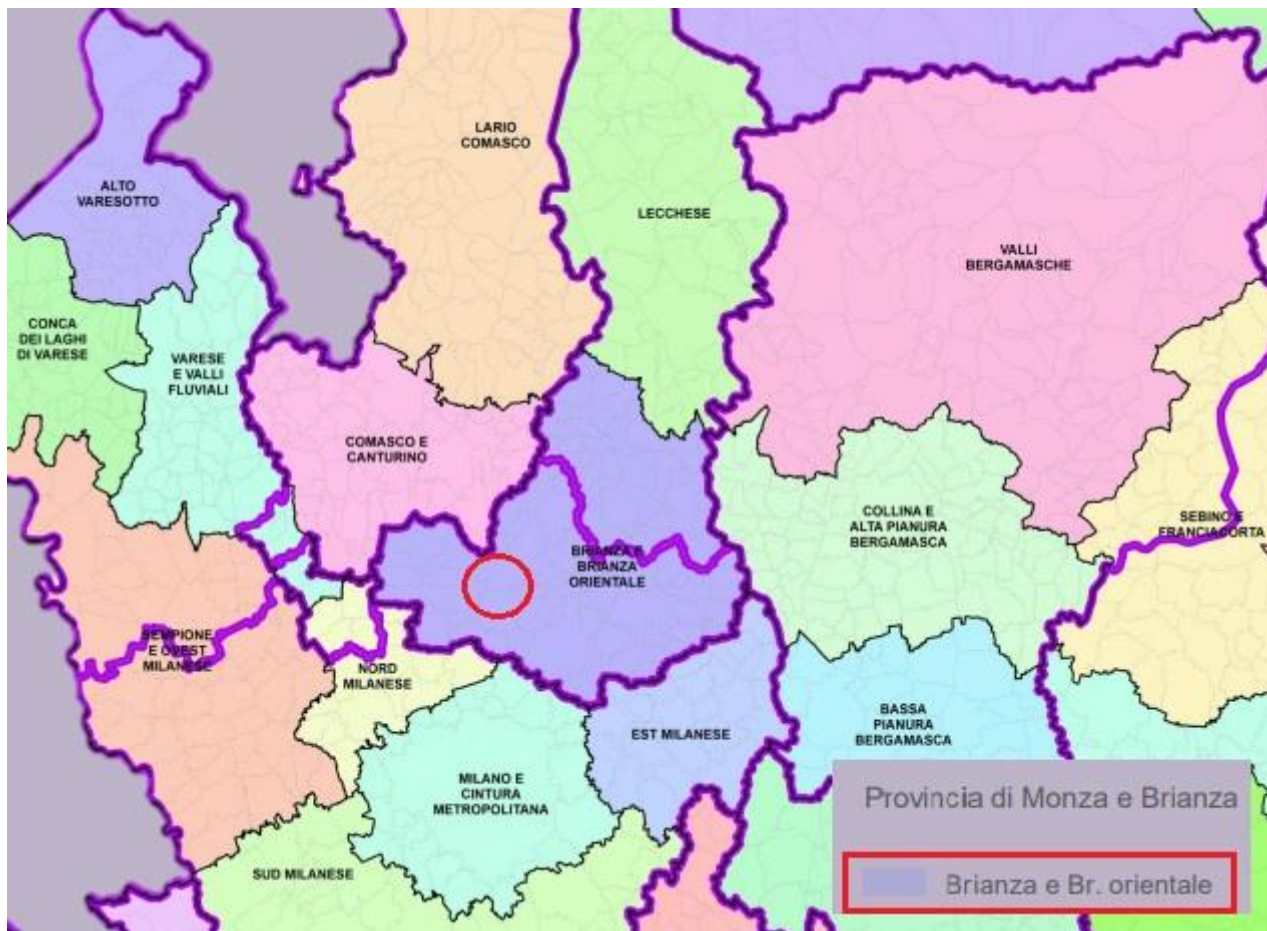 LARIO
COMASCO
ALTO
VARESOTTO
LECCHESE
VALLI
BERGAMASCHE
CONCA
DEI LAGHI
DI VARESE
VARESE
E VALLI
FLUVIALI
COMASCO E
CANTURINO
COLLINA E
ALTA PIANURA
BERGAMASCA
SEBINO E
FRANCIACORTA
BRIANZA E
BRIANZA
ORIENTALE
SEMPIONE
E OVEST
MILANESE
NORD
MILANESE
EST MILANESE
BASSA
PIANURA
BERGAMASCA
MILANO E
CINTURA
METROPOLITANA
SUD MILANESE
Provincia di Monza e Brianza
Brianza e Br. orientale